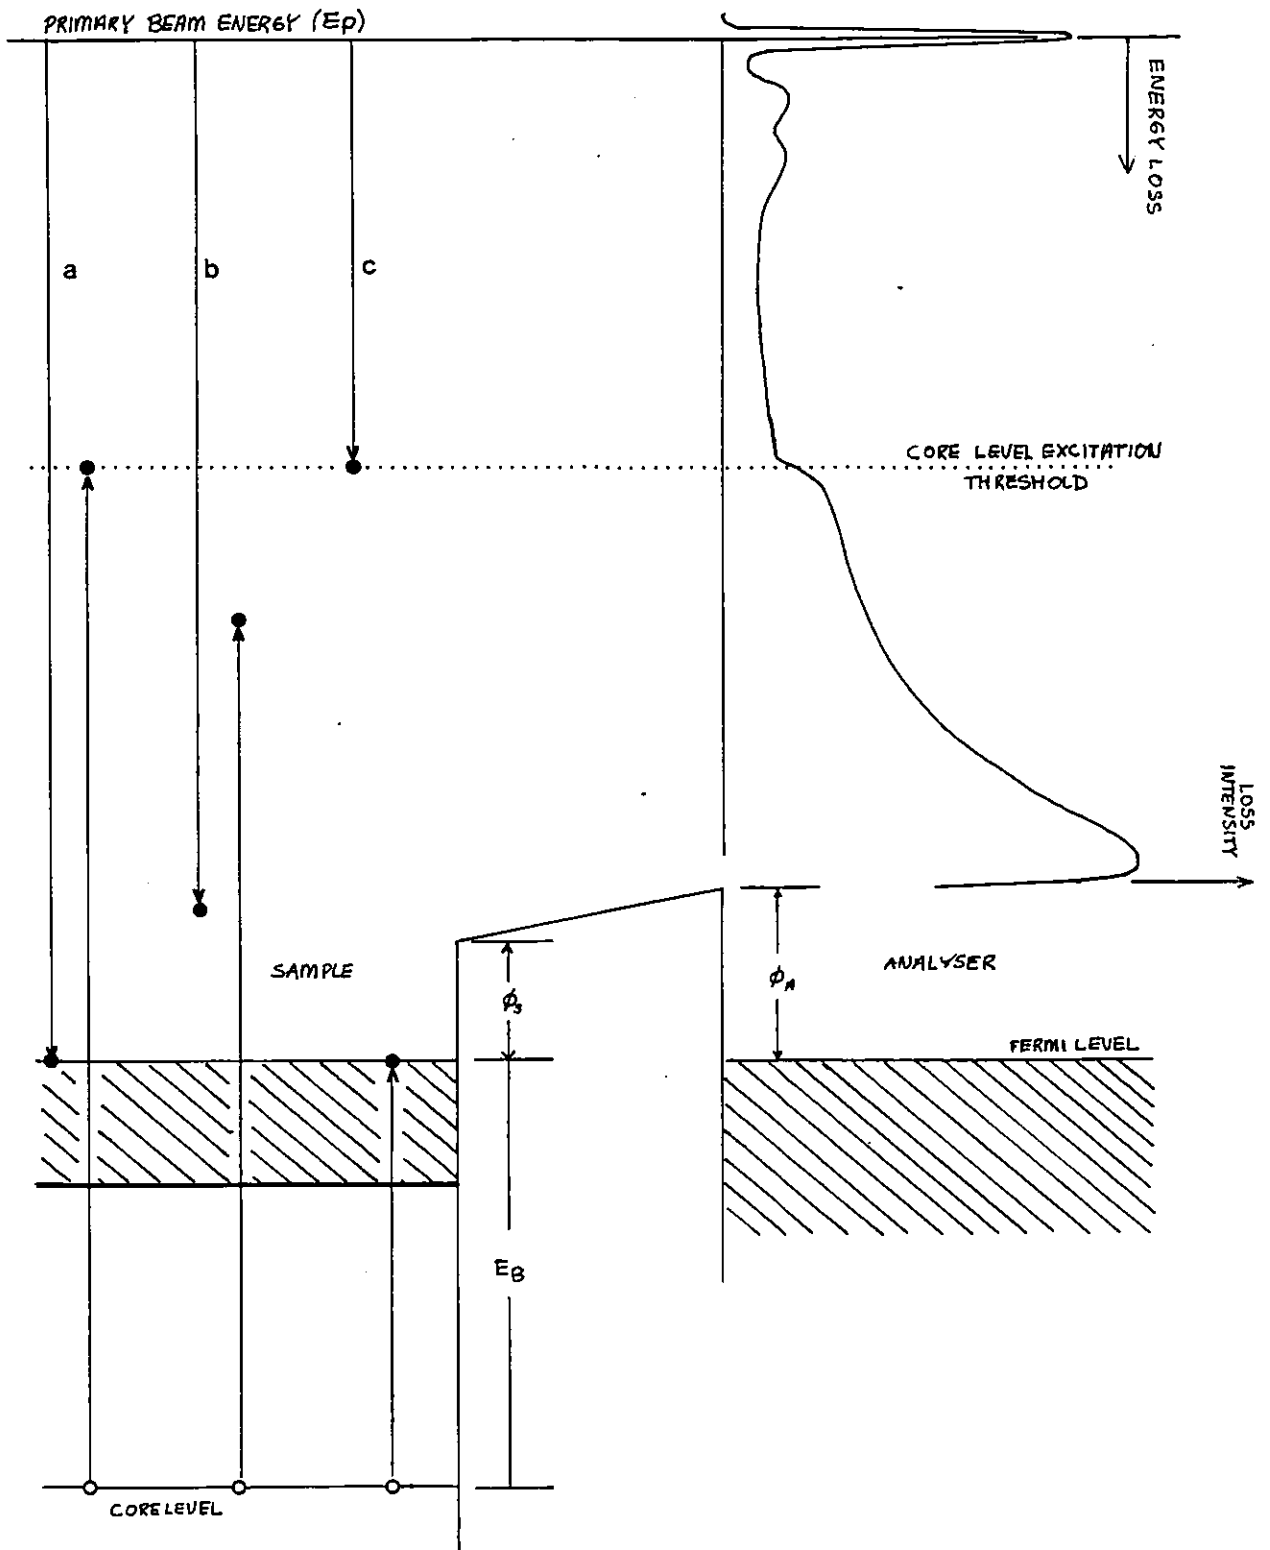 PRIMARY BEAM ENERGY (Ep)
ENERGY LOSS
a
b
c
CORE LEVEL EXCITATION
THRESHOLD
LOSS
INTENSITY
SAMPLE
ϕs
ϕA
ANALYSER
FERMI LEVEL
EB
CORE LEVEL